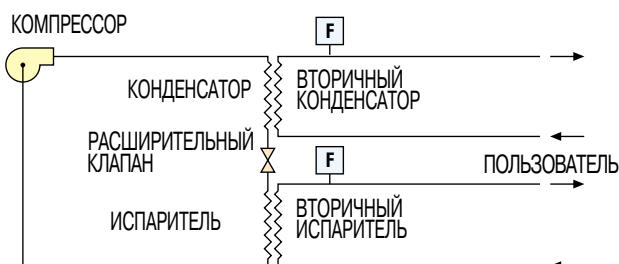 КОМПРЕССОР
F
КОНДЕНСАТОР
ВТОРИЧНЫЙ
КОНДЕНСАТОР
РАСШИРИТЕЛЬНЫЙ
КЛАПАН
F
ПОЛЬЗОВАТЕЛЬ
ИСПАРИТЕЛЬ
ВТОРИЧНЫЙ
ИСПАРИТЕЛЬ